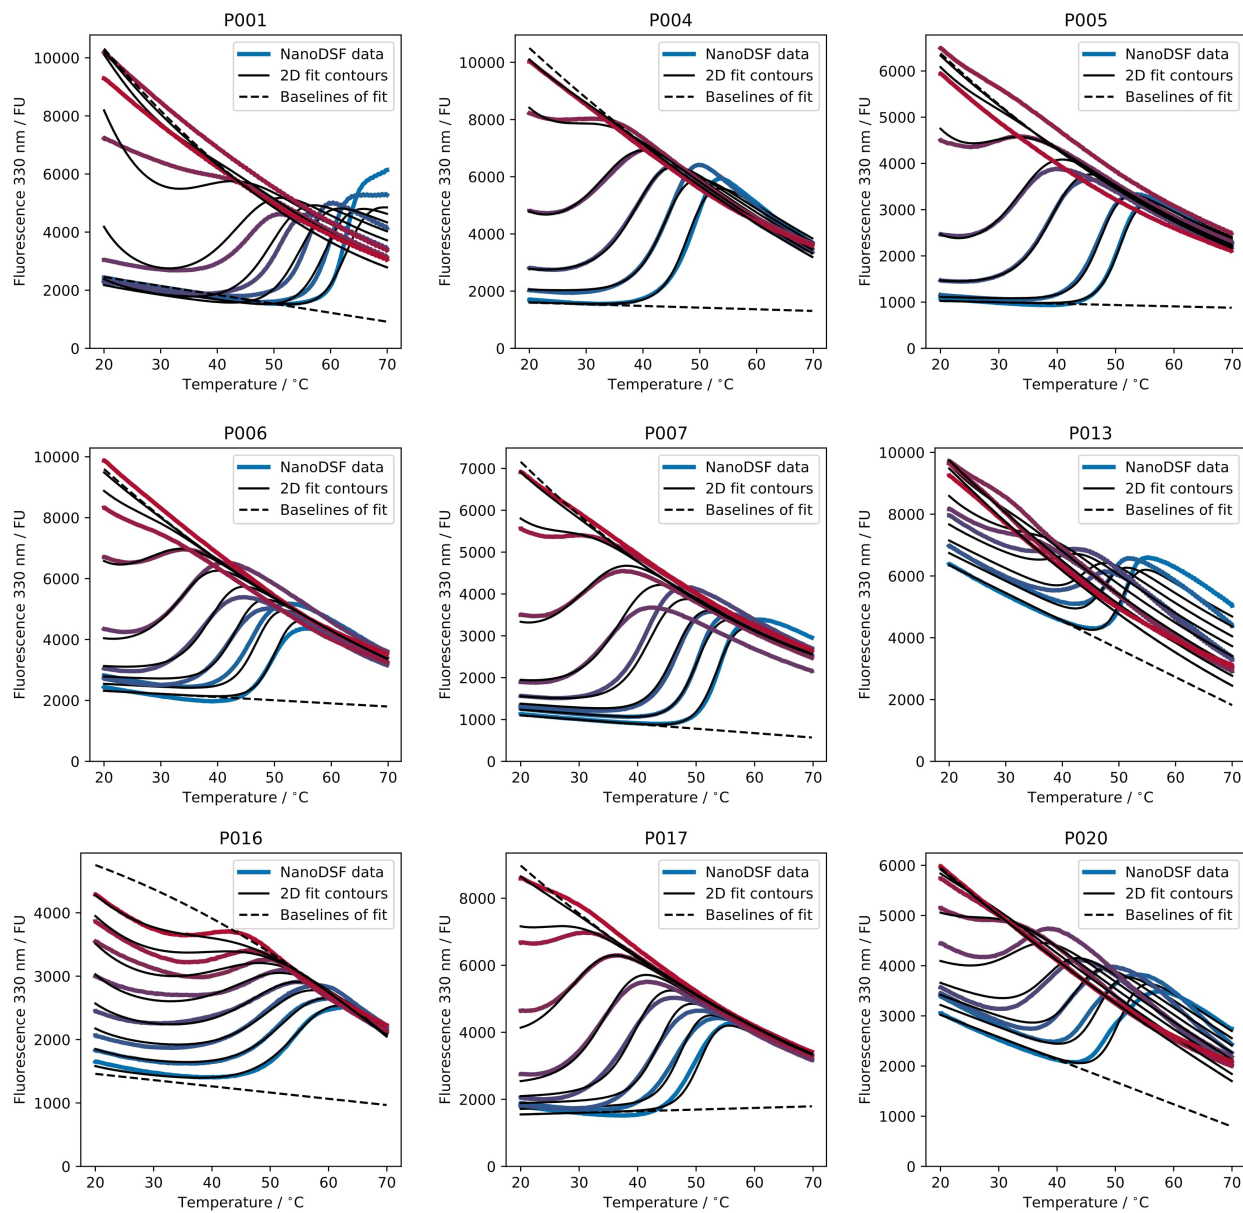 P001
10000
8000
6000
4000
2000
0
Fluorescence 330 nm / FU
NanoDSF data
2D fit contours
Baselines of fit
20 30 40 50 60 70
Temperature / °C
P004
10000
8000
6000
4000
2000
0
Fluorescence 330 nm / FU
NanoDSF data
2D fit contours
Baselines of fit
20 30 40 50 60 70
Temperature / °C
P005
6000
5000
4000
3000
2000
1000
0
Fluorescence 330 nm / FU
NanoDSF data
2D fit contours
Baselines of fit
20 30 40 50 60 70
Temperature / °C
P006
10000
8000
6000
4000
2000
0
Fluorescence 330 nm / FU
NanoDSF data
2D fit contours
Baselines of fit
20 30 40 50 60 70
Temperature / °C
P007
7000
6000
5000
4000
3000
2000
1000
0
Fluorescence 330 nm / FU
NanoDSF data
2D fit contours
Baselines of fit
20 30 40 50 60 70
Temperature / °C
P013
10000
8000
6000
4000
2000
0
Fluorescence 330 nm / FU
NanoDSF data
2D fit contours
Baselines of fit
20 30 40 50 60 70
Temperature / °C
P016
4000
3000
2000
1000
0
Fluorescence 330 nm / FU
NanoDSF data
2D fit contours
Baselines of fit
20 30 40 50 60 70
Temperature / °C
P017
8000
6000
4000
2000
0
Fluorescence 330 nm / FU
NanoDSF data
2D fit contours
Baselines of fit
20 30 40 50 60 70
Temperature / °C
P020
6000
5000
4000
3000
2000
1000
0
Fluorescence 330 nm / FU
NanoDSF data
2D fit contours
Baselines of fit
20 30 40 50 60 70
Temperature / °C